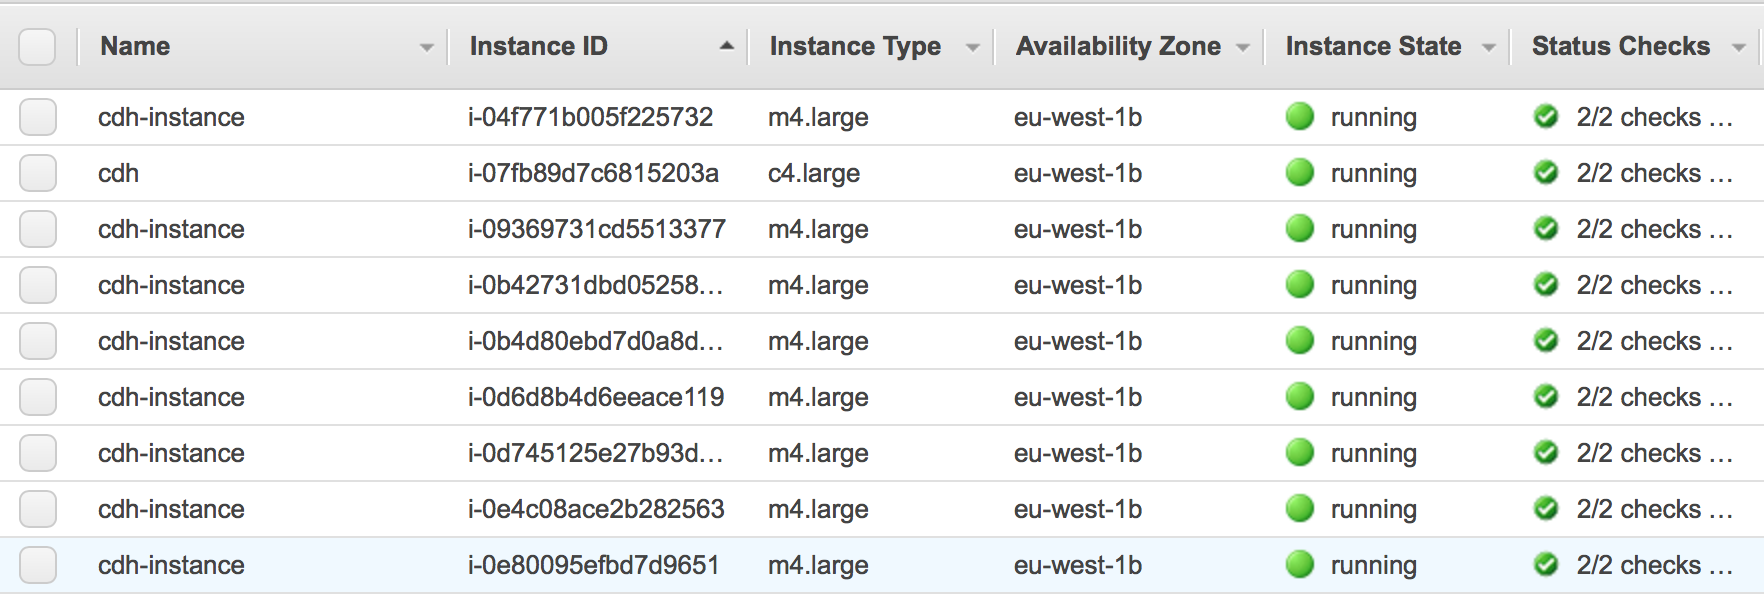 Name Instance ID Instance Type Availability Zone Instance State Status Checks
cdh-instance i-04f771b005f225732 m4.large eu-west-1b running 2/2 checks …
cdh i-07fb89d7c6815203a c4.large eu-west-1b running 2/2 checks …
cdh-instance i-09369731cd5513377 m4.large eu-west-1b running 2/2 checks …
cdh-instance i-0b42731dbd05258… m4.large eu-west-1b running 2/2 checks …
cdh-instance i-0b4d80ebd7d0a8d… m4.large eu-west-1b running 2/2 checks …
cdh-instance i-0d6d8b4d6eeace119 m4.large eu-west-1b running 2/2 checks …
cdh-instance i-0d745125e27b93d… m4.large eu-west-1b running 2/2 checks …
cdh-instance i-0e4c08ace2b282563 m4.large eu-west-1b running 2/2 checks …
cdh-instance i-0e80095efbd7d9651 m4.large eu-west-1b running 2/2 checks …